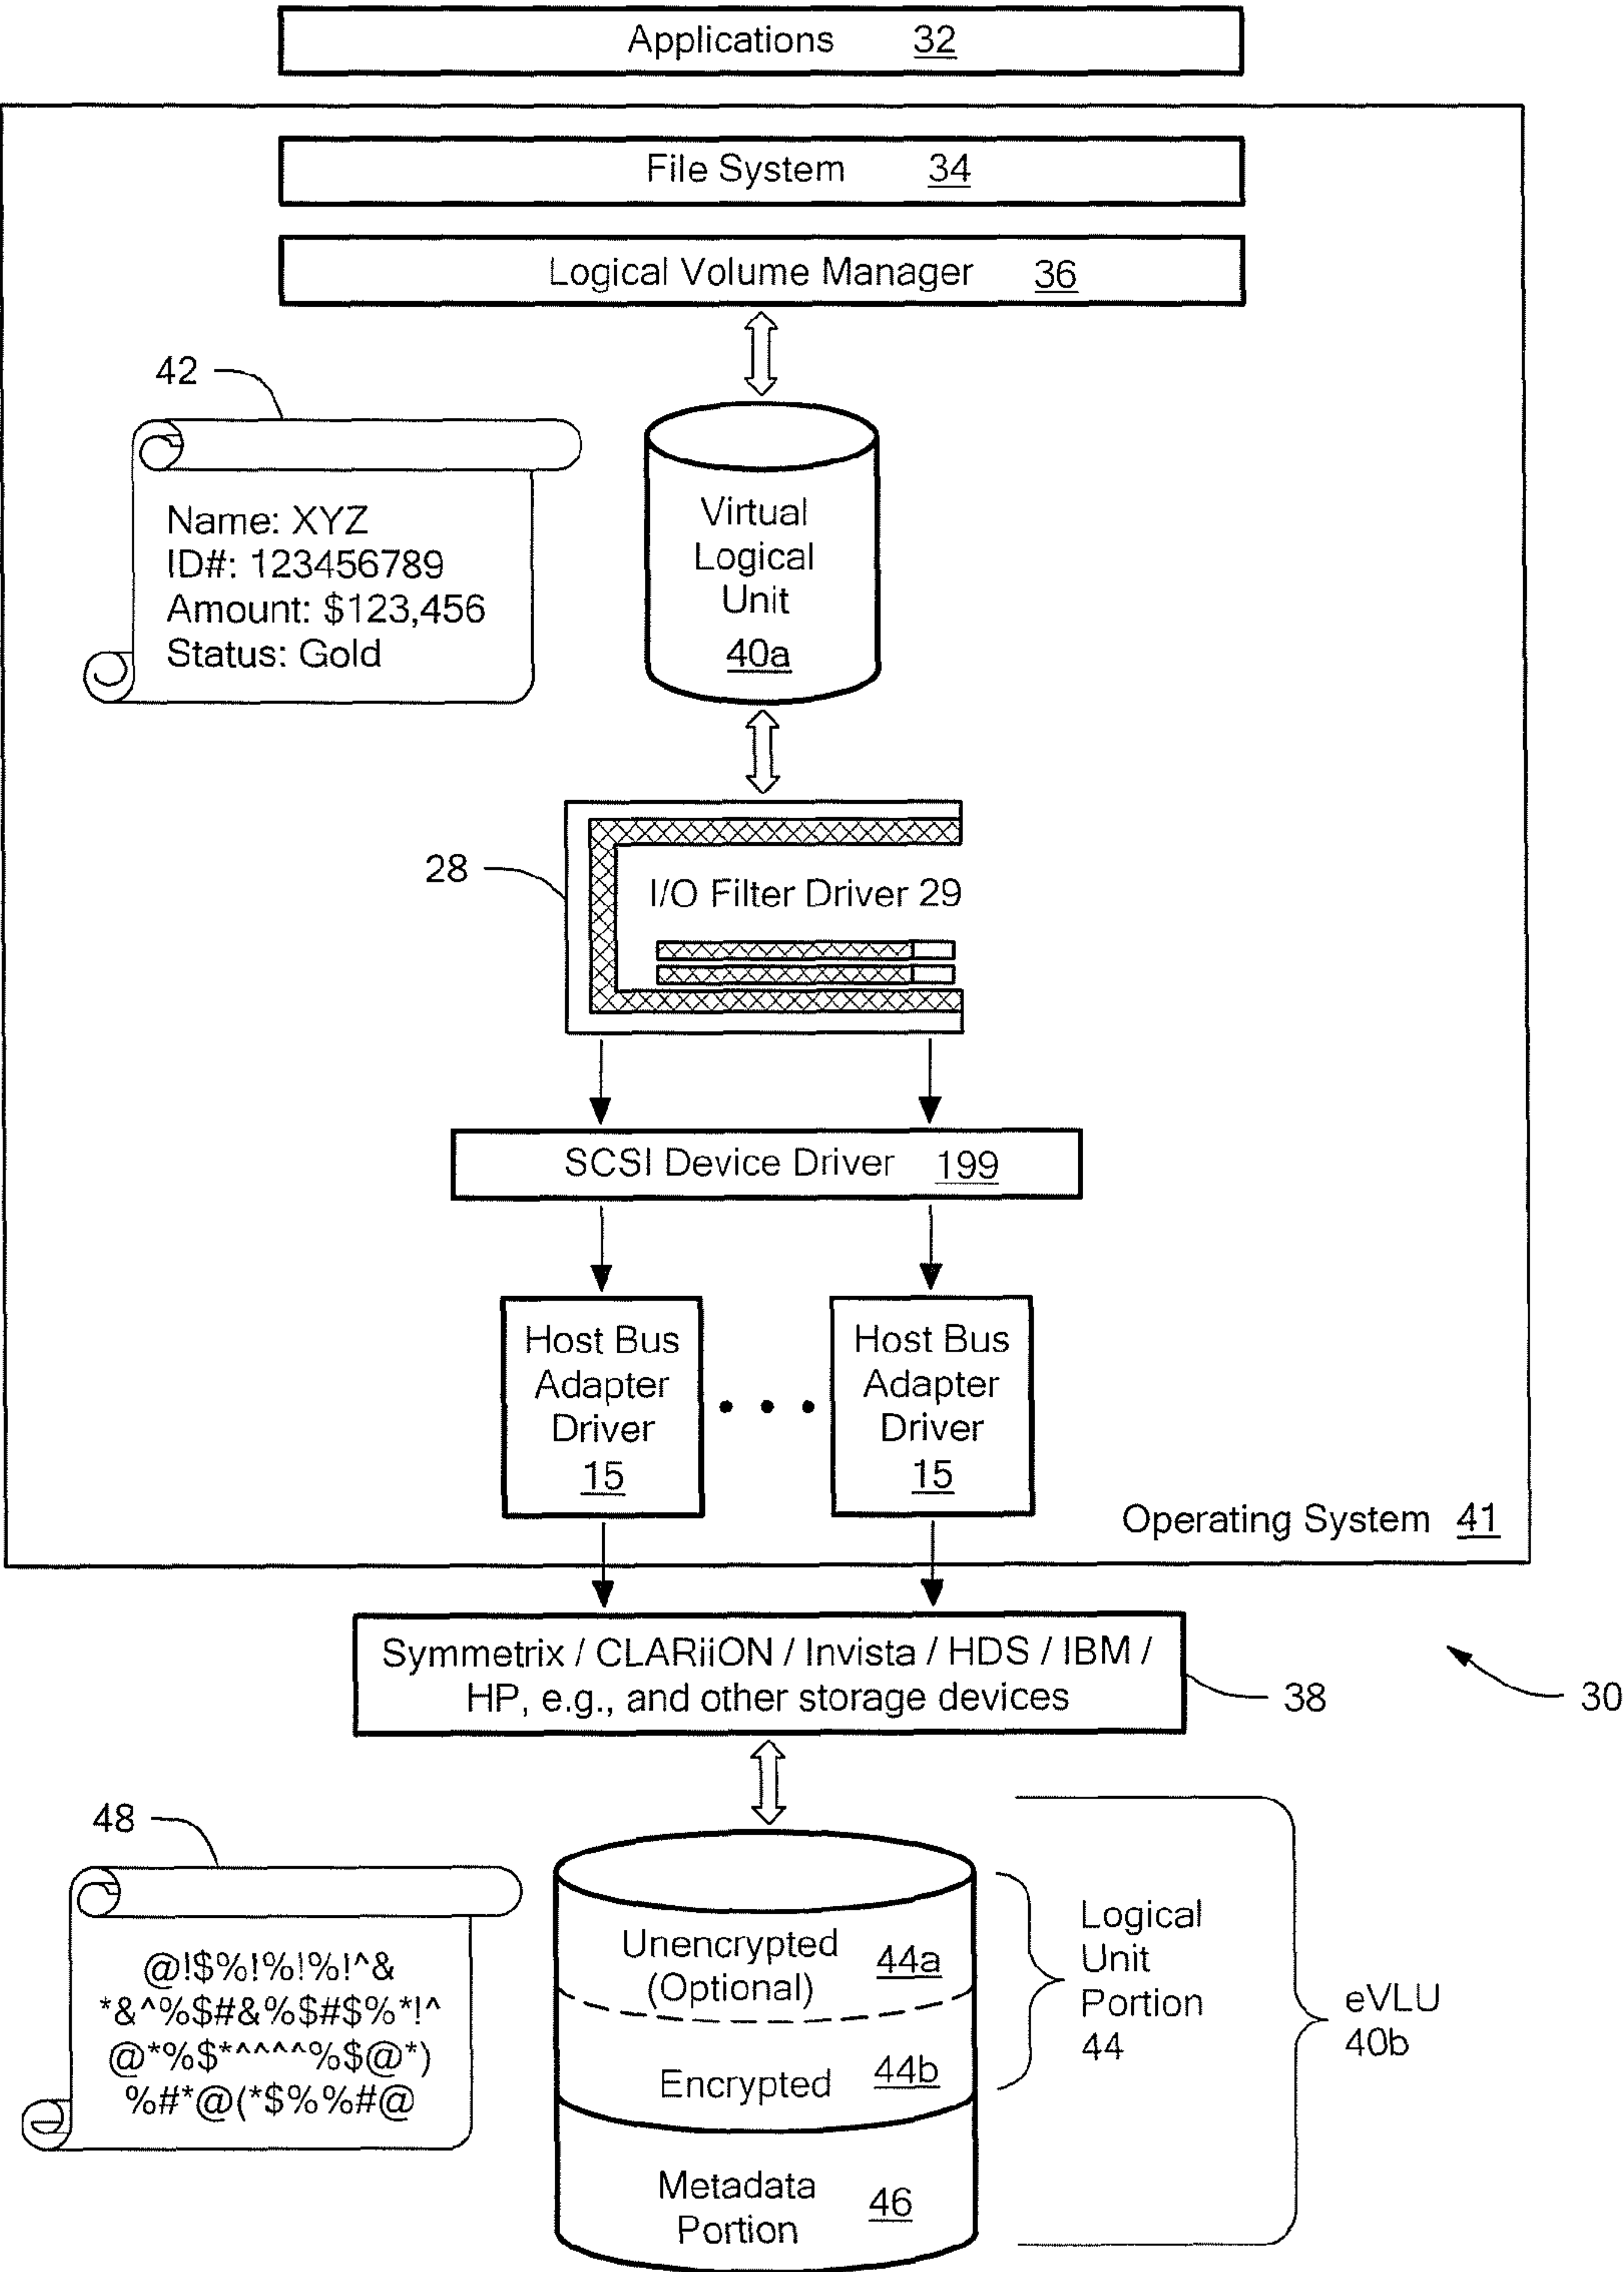 Applications 32
File System 34
Logical Volume Manager 36
42
Name: XYZ
ID#: 123456789
Amount: $123,456
Status: Gold
Virtual
Logical
Unit
40a
28
I/O Filter Driver 29
SCSI Device Driver 199
Host Bus
Adapter
Driver
15
Host Bus
Adapter
Driver
15
Operating System 41
Symmetrix / CLARiiON / Invista / HDS / IBM /
HP, e.g., and other storage devices
38
30
48
@!$%!%!%!^&
*&^%$#&%$#$%*!^
@*%$*^^^^%$@*)
%#*@(*$%%#@
Unencrypted
(Optional)
44a
Encrypted 44b
Metadata
Portion
46
Logical
Unit
Portion
44
eVLU
40b